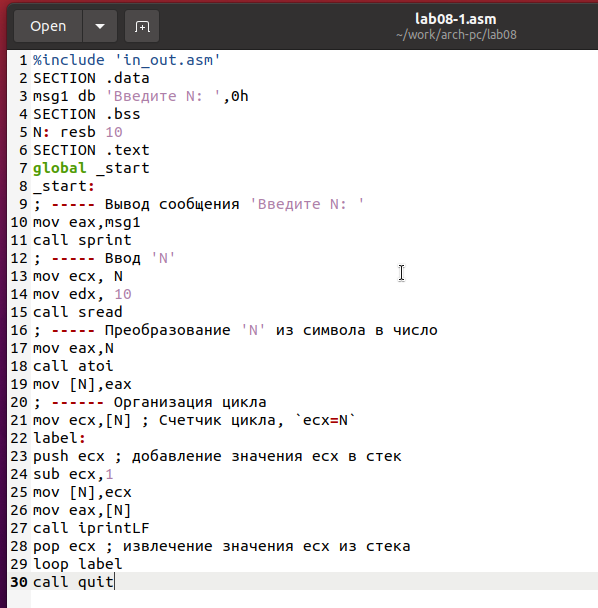 Open
lab08-1.asm
~/work/arch-pc/lab08
1 %include 'in_out.asm'
2 SECTION .data
3 msg1 db 'Введите N: ',0h
4 SECTION .bss
5 N: resb 10
6 SECTION .text
7 global _start
8 _start:
9 ; ----- Вывод сообщения 'Введите N: '
10 mov eax,msg1
11 call sprint
12 ; ----- Ввод 'N'
13 mov ecx, N
14 mov edx, 10
15 call sread
16 ; ----- Преобразование 'N' из символа в число
17 mov eax,N
18 call atoi
19 mov [N],eax
20 ; ------ Организация цикла
21 mov ecx,[N] ; Счетчик цикла, `ecx=N`
22 label:
23 push ecx ; добавление значения ecx в стек
24 sub ecx,1
25 mov [N],ecx
26 mov eax,[N]
27 call iprintLF
28 pop ecx ; извлечение значения ecx из стека
29 loop label
30 call quit